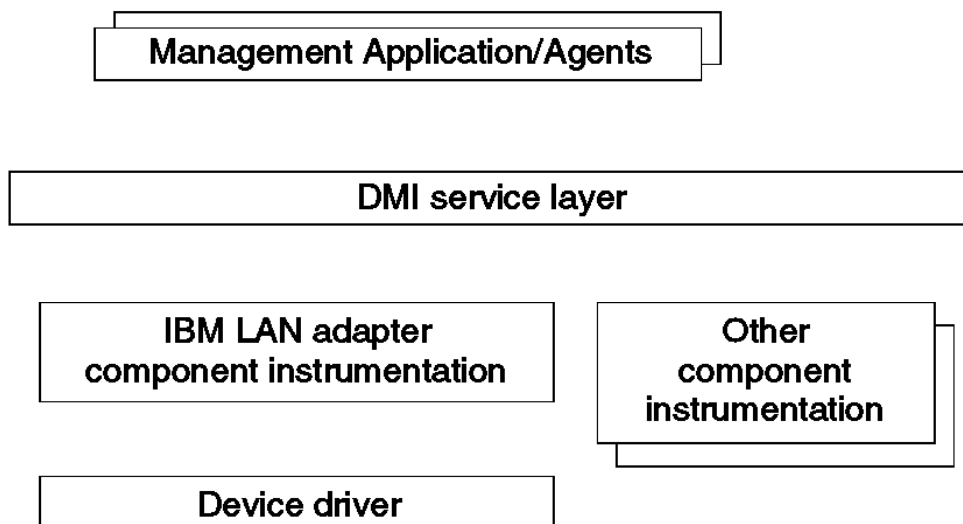 Management Application/Agents
DMI service layer
IBM LAN adapter
component instrumentation
Other
component
instrumentation
Device driver